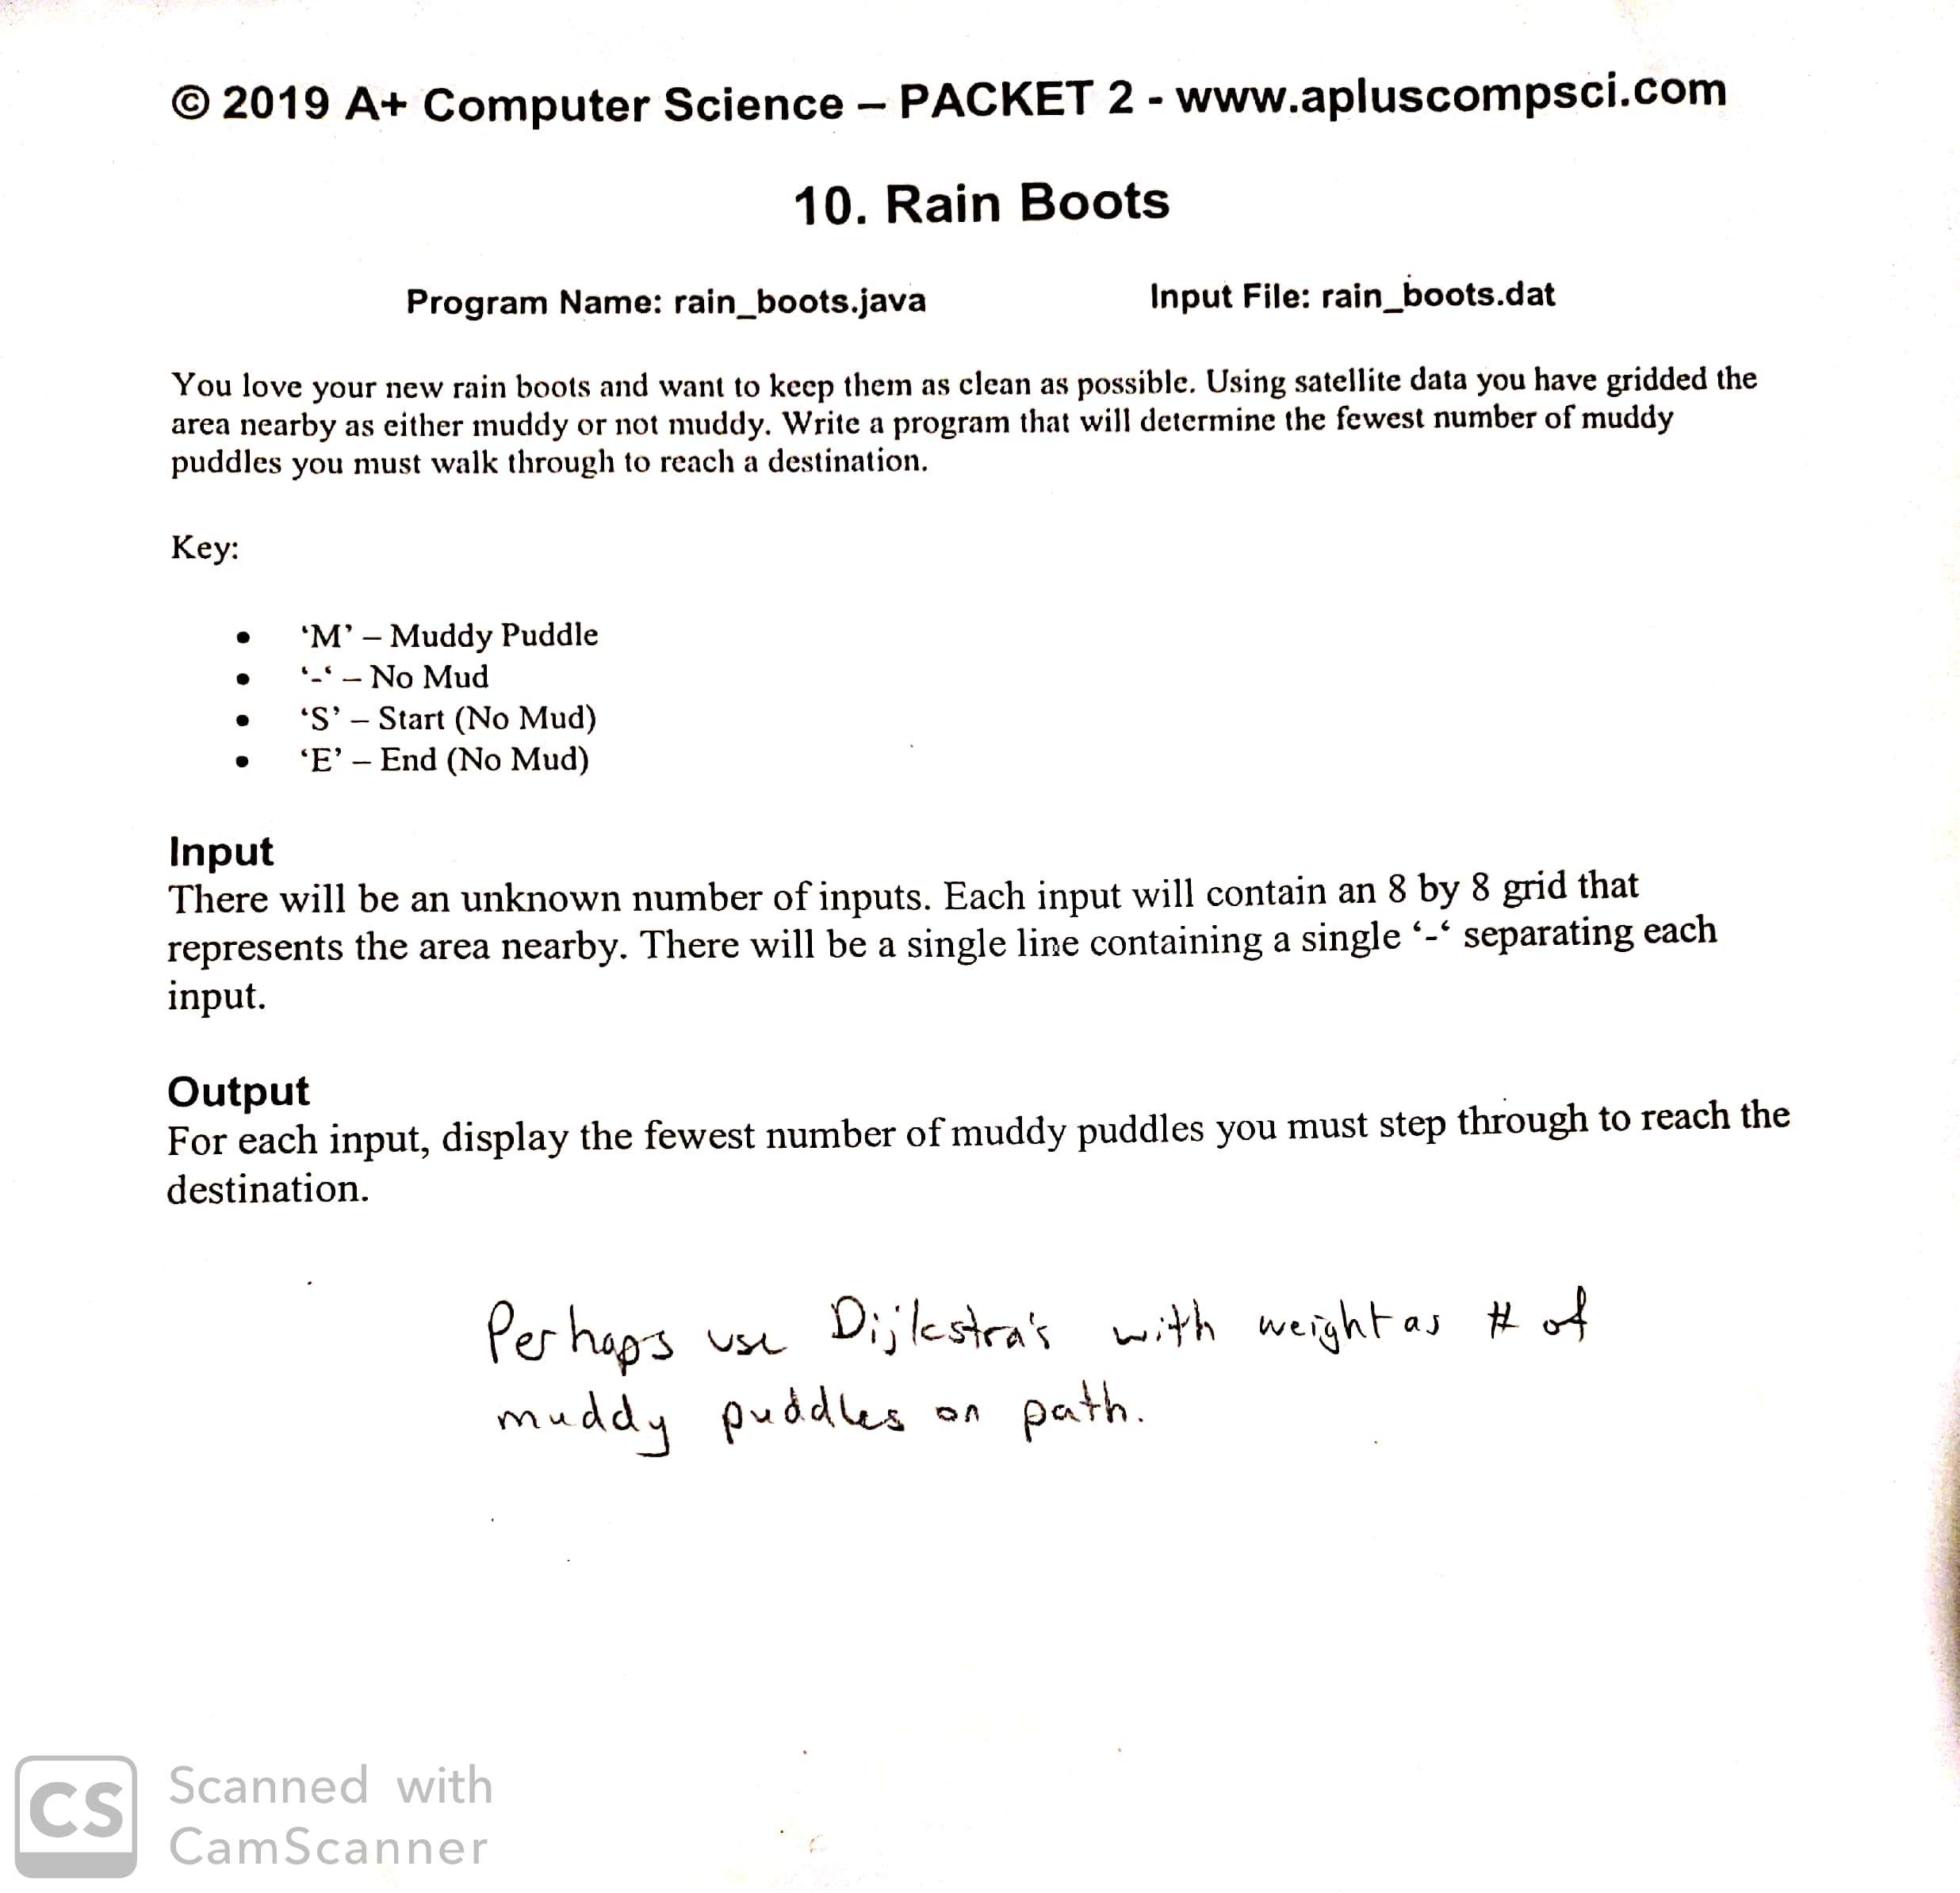 © 2019 A+ Computer Science – PACKET 2 - www.apluscompsci.com
10. Rain Boots
Program Name: rain_boots.java Input File: rain_boots.dat
You love your new rain boots and want to keep them as clean as possible. Using satellite data you have gridded the
area nearby as either muddy or not muddy. Write a program that will determine the fewest number of muddy
puddles you must walk through to reach a destination.
Key:
• ‘M’ – Muddy Puddle
• ‘-‘ – No Mud
• ‘S’ – Start (No Mud)
• ‘E’ – End (No Mud)
Input
There will be an unknown number of inputs. Each input will contain an 8 by 8 grid that
represents the area nearby. There will be a single line containing a single ‘-‘ separating each
input.
Output
For each input, display the fewest number of muddy puddles you must step through to reach the
destination.
Perhaps use Dijkstra's with weight as # of
muddy puddles on path.
CS Scanned with
CamScanner